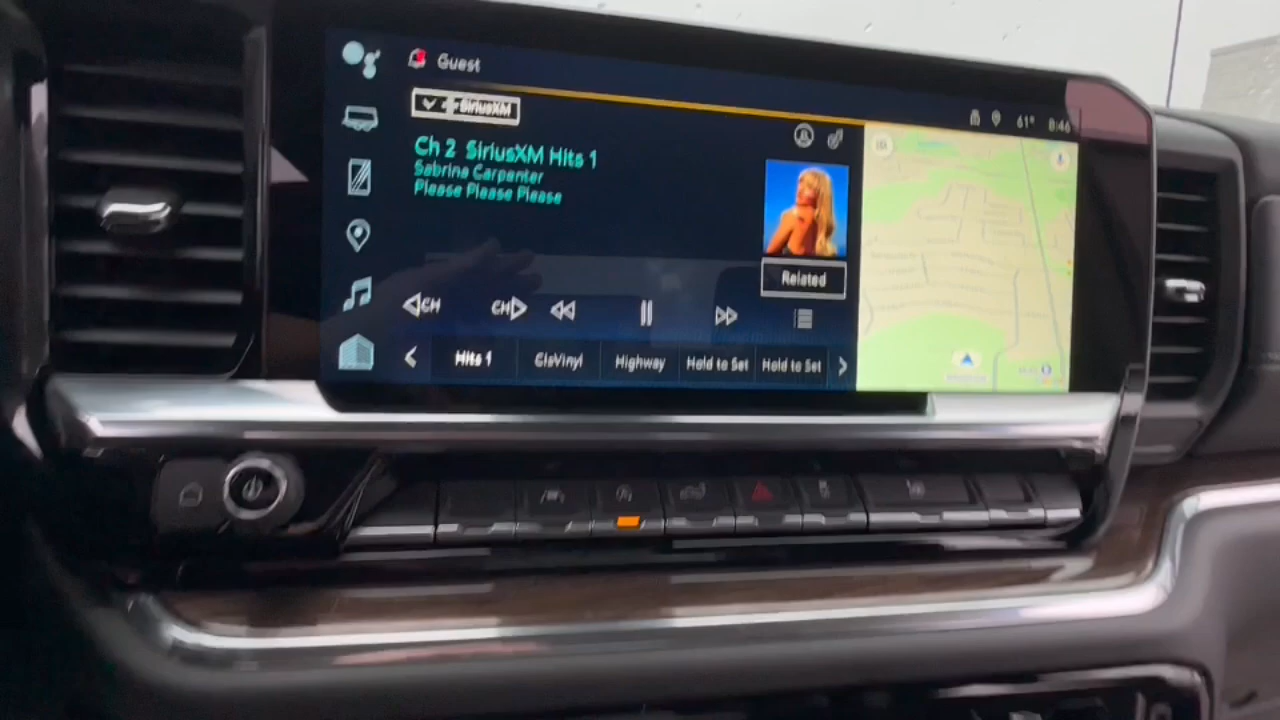 Guest
SiriusXM
61° 8:46
Ch 2 SiriusXM Hits 1
Sabrina Carpenter
Please Please Please
Related
CH
CH
Hits 1
ClsVinyl
Highway
Hold to Set
Hold to Set